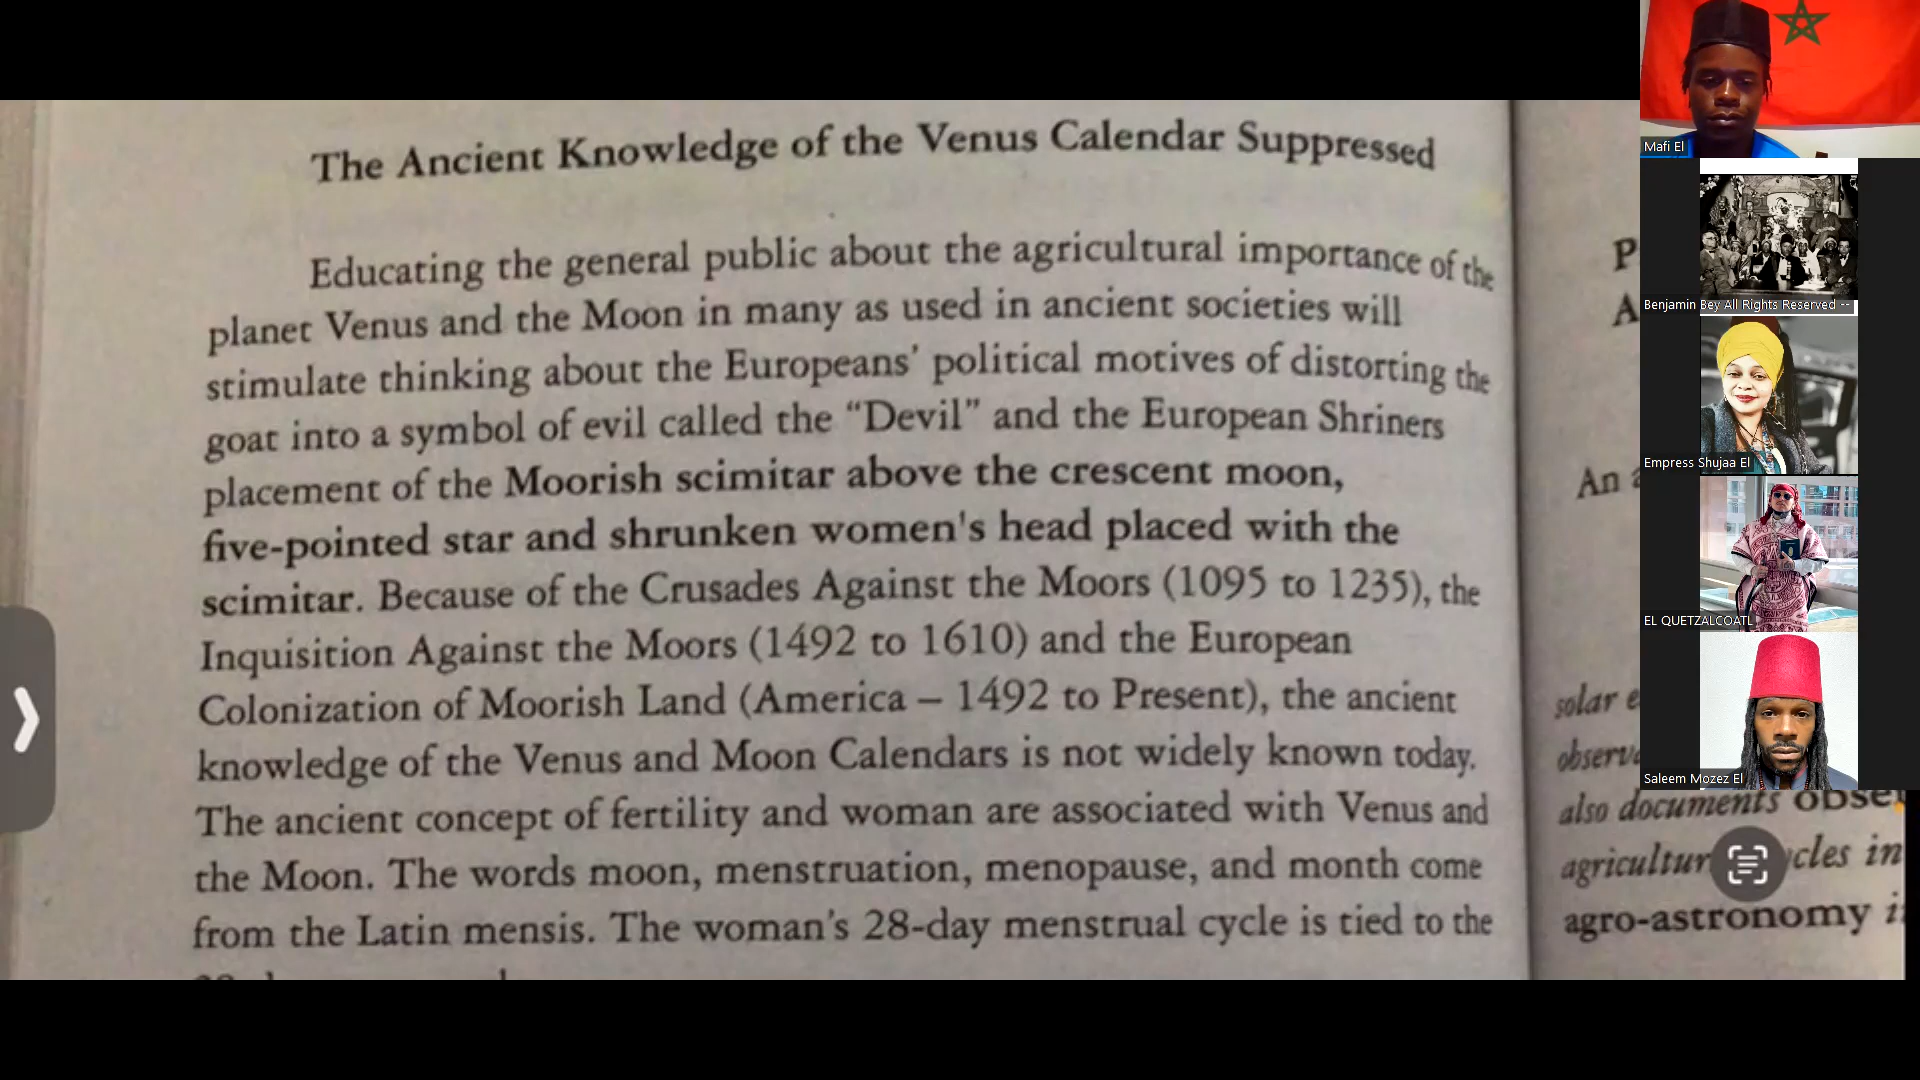 The Ancient Knowledge of the Venus Calendar Suppressed
Educating the general public about the agricultural importance of the
planet Venus and the Moon in many as used in ancient societies will
stimulate thinking about the Europeans' political motives of distorting the
goat into a symbol of evil called the “Devil” and the European Shriners
placement of the Moorish scimitar above the crescent moon,
five-pointed star and shrunken women's head placed with the
scimitar. Because of the Crusades Against the Moors (1095 to 1235), the
Inquisition Against the Moors (1492 to 1610) and the European
Colonization of Moorish Land (America – 1492 to Present), the ancient
knowledge of the Venus and Moon Calendars is not widely known today.
The ancient concept of fertility and woman are associated with Venus and
the Moon. The words moon, menstruation, menopause, and month come
from the Latin mensis. The woman's 28-day menstrual cycle is tied to the
P
A
An
solar
also documents
agro-astronomy
Mafi El
Benjamin Bey All Rights Reserved --
Empress Shujaa El
EL QUETZALCOATL
Saleem Mozez El